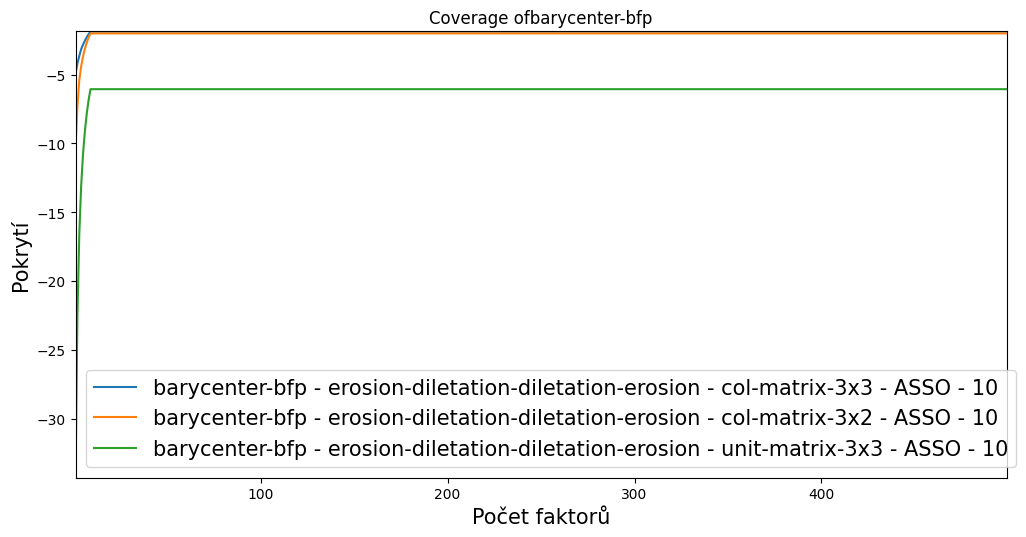 Coverage ofbarycenter-bfp
Pokrytí
−5
−10
−15
−20
−25
−30
barycenter-bfp - erosion-diletation-diletation-erosion - col-matrix-3x3 - ASSO - 10
barycenter-bfp - erosion-diletation-diletation-erosion - col-matrix-3x2 - ASSO - 10
barycenter-bfp - erosion-diletation-diletation-erosion - unit-matrix-3x3 - ASSO - 10
100 200 300 400
Počet faktorů